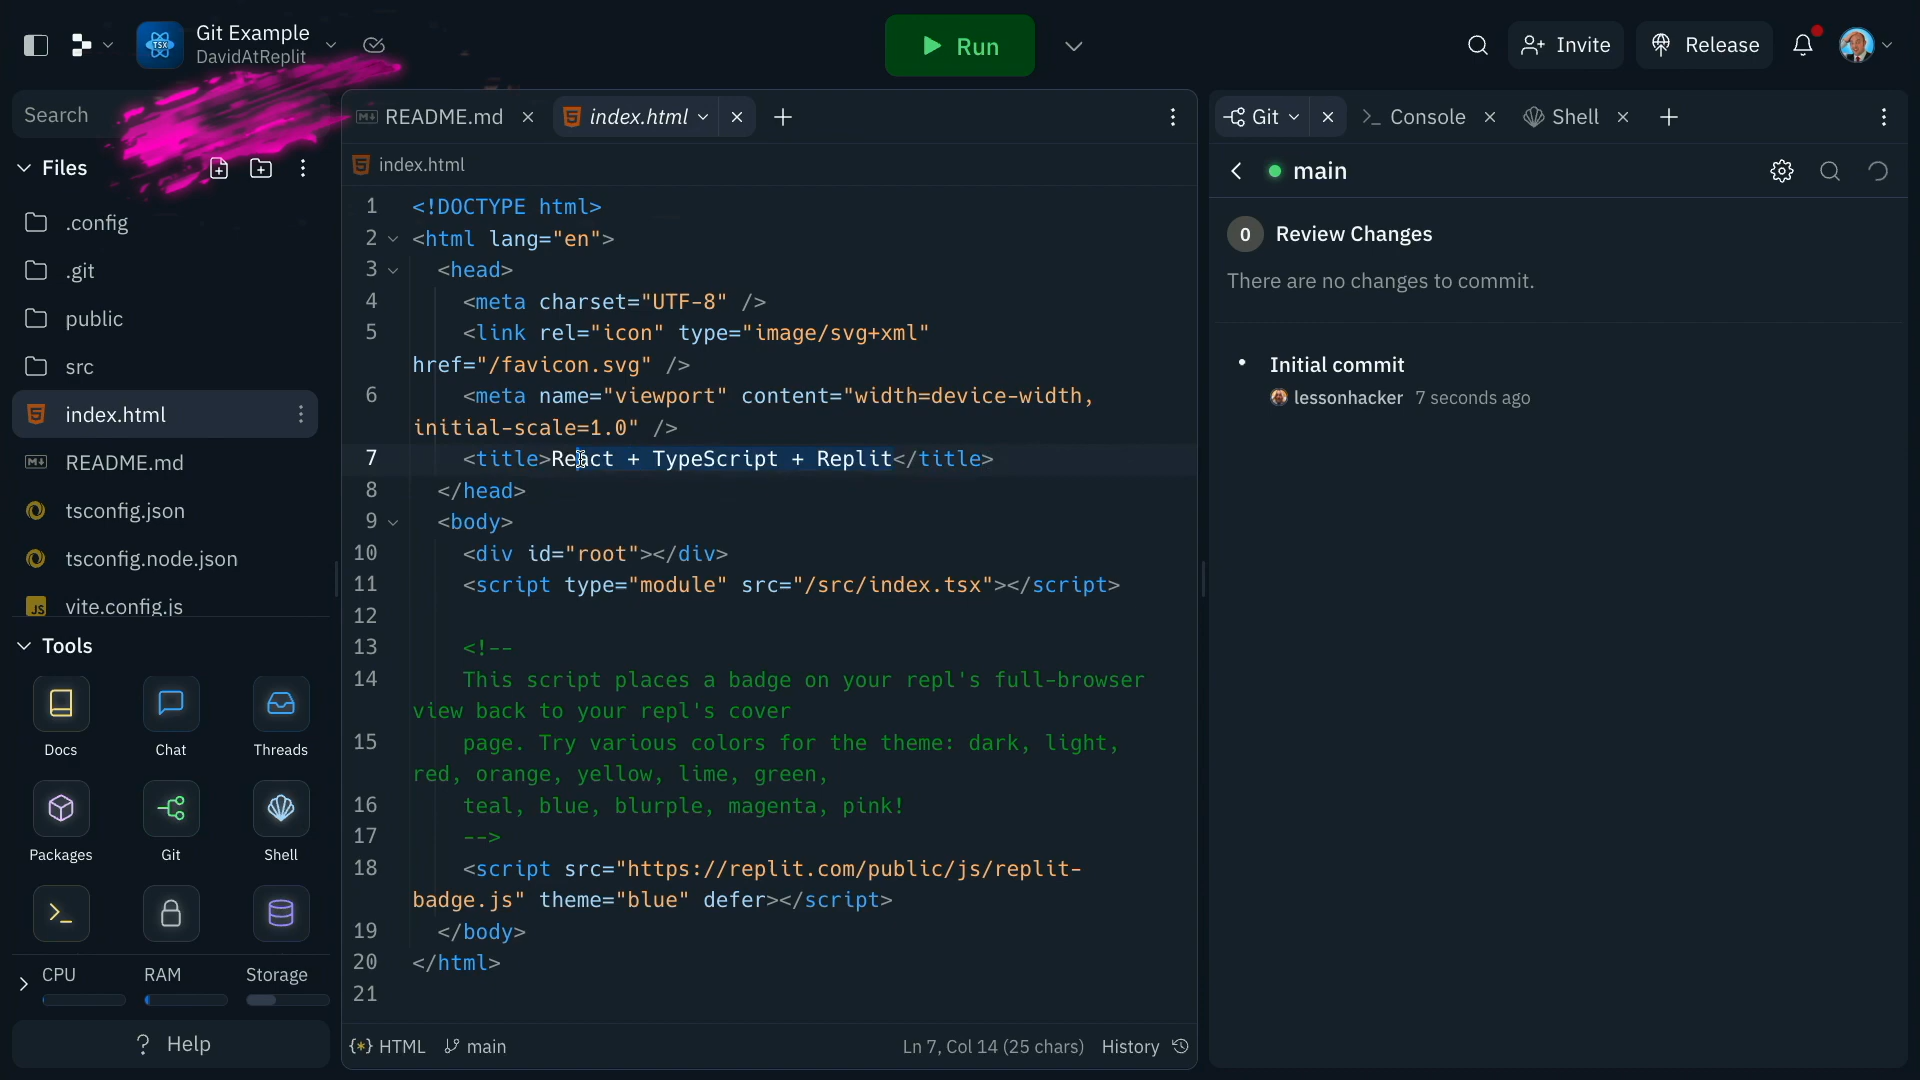 Git Example
DavidAtReplit
Run
Invite
Release
Search
Files
.config
.git
public
src
index.html
README.md
tsconfig.json
tsconfig.node.json
vite.config.js
Tools
Docs
Chat
Threads
Packages
Git
Shell
CPU
RAM
Storage
? Help
README.md
index.html
index.html
1 <!DOCTYPE html>
2 <html lang="en">
3 <head>
4 <meta charset="UTF-8" />
5 <link rel="icon" type="image/svg+xml"
href="/favicon.svg" />
6 <meta name="viewport" content="width=device-width,
initial-scale=1.0" />
7 <title>React + TypeScript + Replit</title>
8 </head>
9 <body>
10 <div id="root"></div>
11 <script type="module" src="/src/index.tsx"></script>
12
13 <!--
14 This script places a badge on your repl's full-browser
view back to your repl's cover
15 page. Try various colors for the theme: dark, light,
red, orange, yellow, lime, green,
16 teal, blue, blurple, magenta, pink!
17 -->
18 <script src="https://replit.com/public/js/replit-
badge.js" theme="blue" defer></script>
19 </body>
20 </html>
21
{*} HTML
main
Ln 7, Col 14 (25 chars)
History
Git
Console
Shell
main
0 Review Changes
There are no changes to commit.
Initial commit
lessonhacker 7 seconds ago